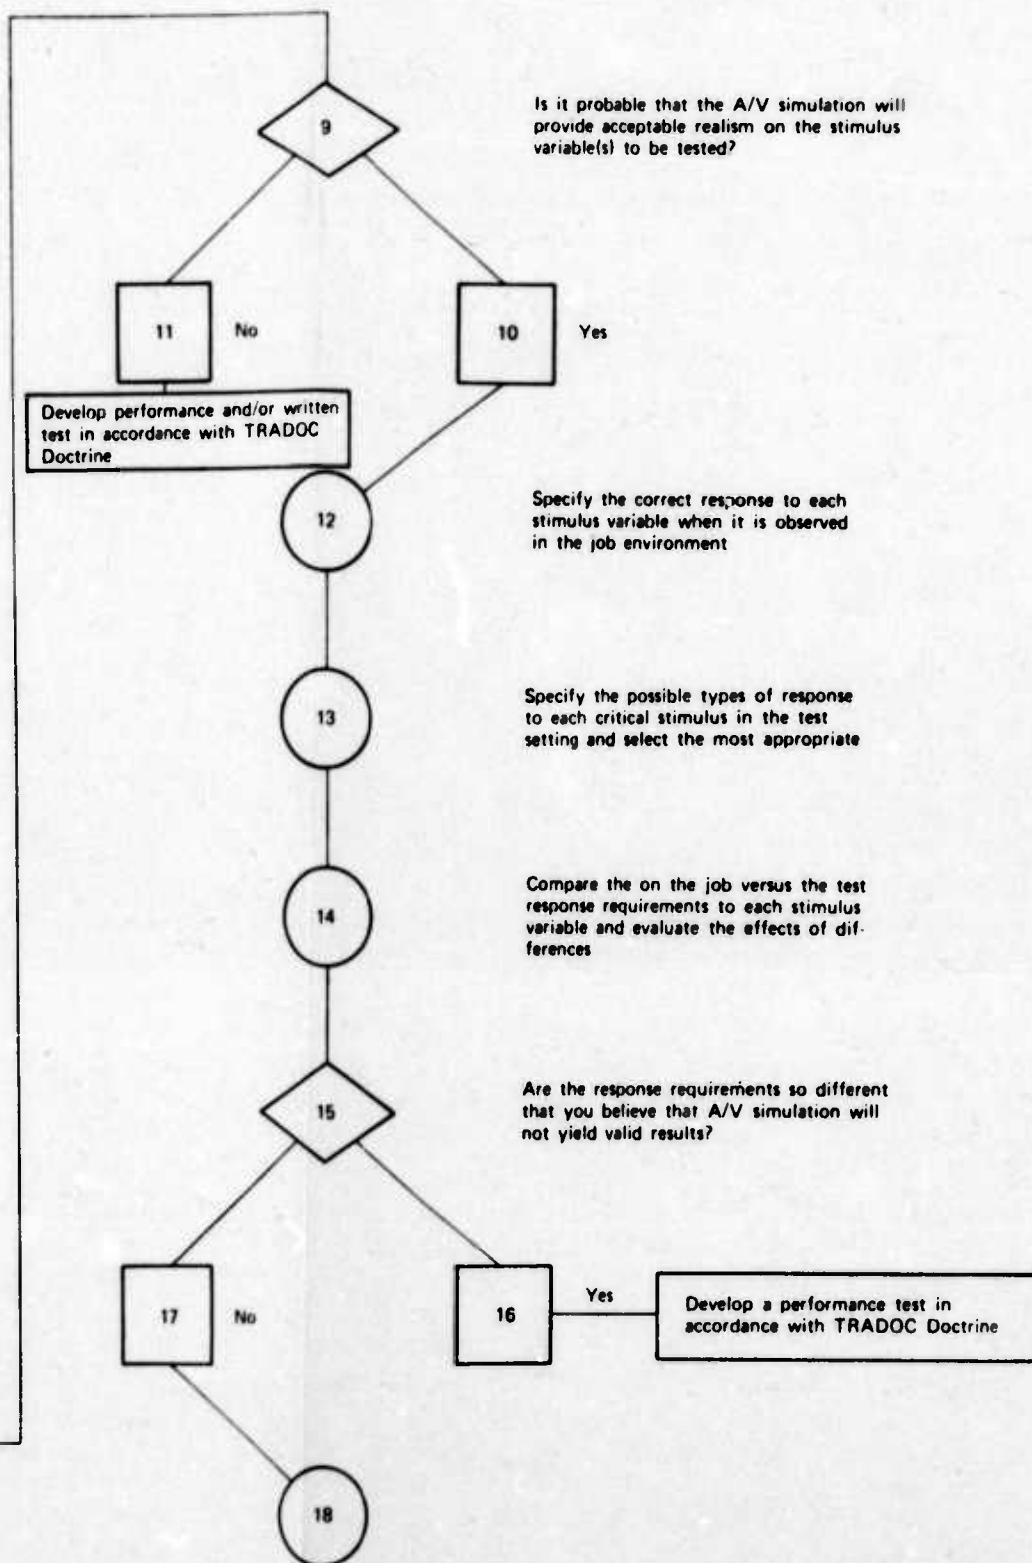 9
Is it probable that the A/V simulation will
provide acceptable realism on the stimulus
variable(s) to be tested?
11
No
10
Yes
Develop performance and/or written
test in accordance with TRADOC
Doctrine
12
Specify the correct response to each
stimulus variable when it is observed
in the job environment
13
Specify the possible types of response
to each critical stimulus in the test
setting and select the most appropriate
14
Compare the on the job versus the test
response requirements to each stimulus
variable and evaluate the effects of dif-
ferences
15
Are the response requirements so different
that you believe that A/V simulation will
not yield valid results?
17
No
16
Yes
Develop a performance test in
accordance with TRADOC Doctrine
18